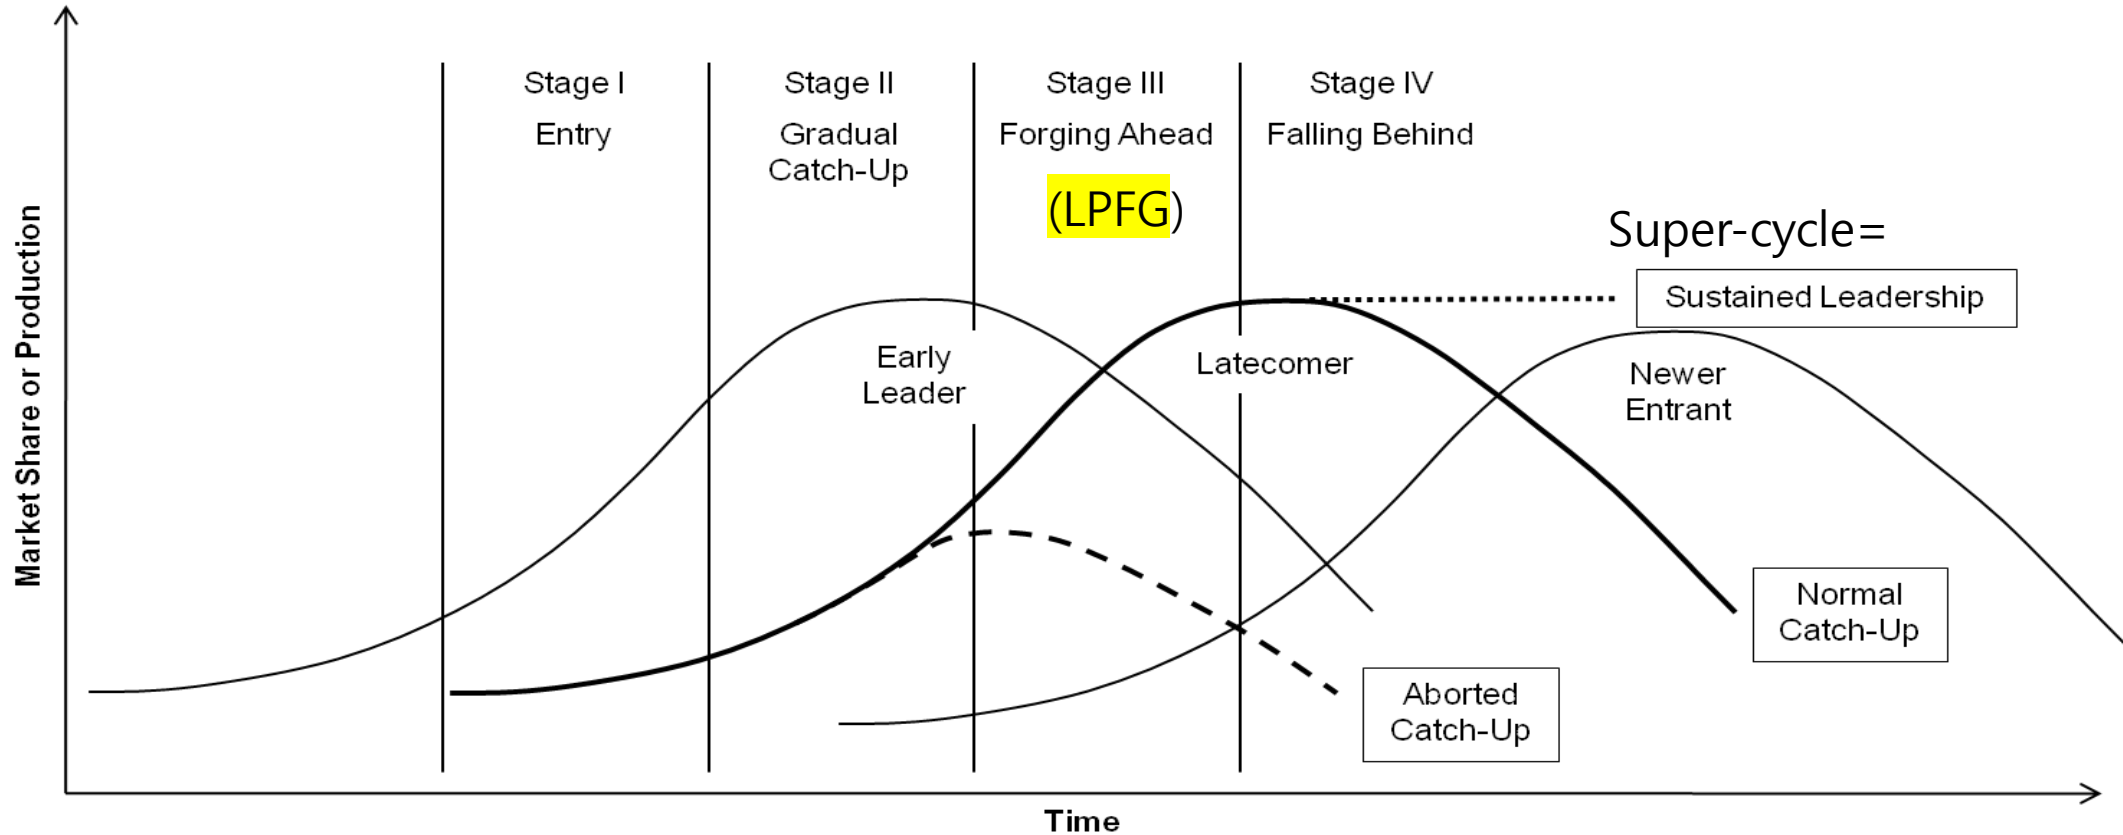 Stage I
Entry
Stage II
Gradual
Catch-Up
Stage III
Forging Ahead
(LPFG)
Stage IV
Falling Behind
Super-cycle=
Sustained Leadership
Early
Leader
Latecomer
Newer
Entrant
Normal
Catch-Up
Aborted
Catch-Up
Market Share or Production
Time